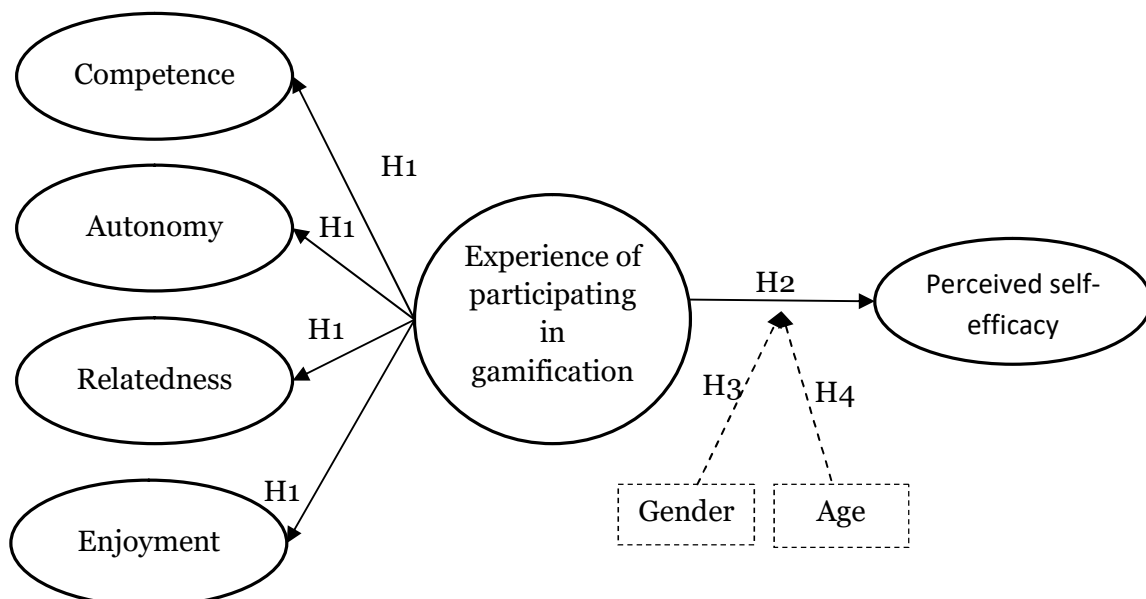 Competence
H1
Autonomy
H1
Relatedness
H1
Enjoyment
H1
Experience of
participating
in
gamification
H2
Perceived self-
efficacy
H3
H4
Gender
Age